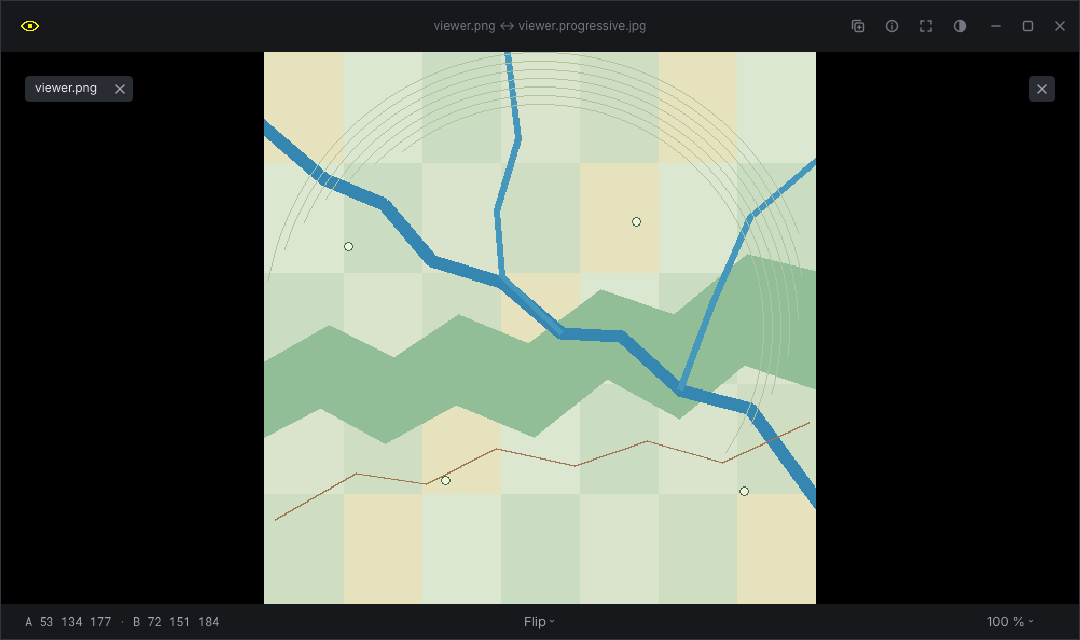 viewer.png ↔ viewer.progressive.jpg
viewer.png
A 53 134 177 · B 72 151 184
Flip
100 %